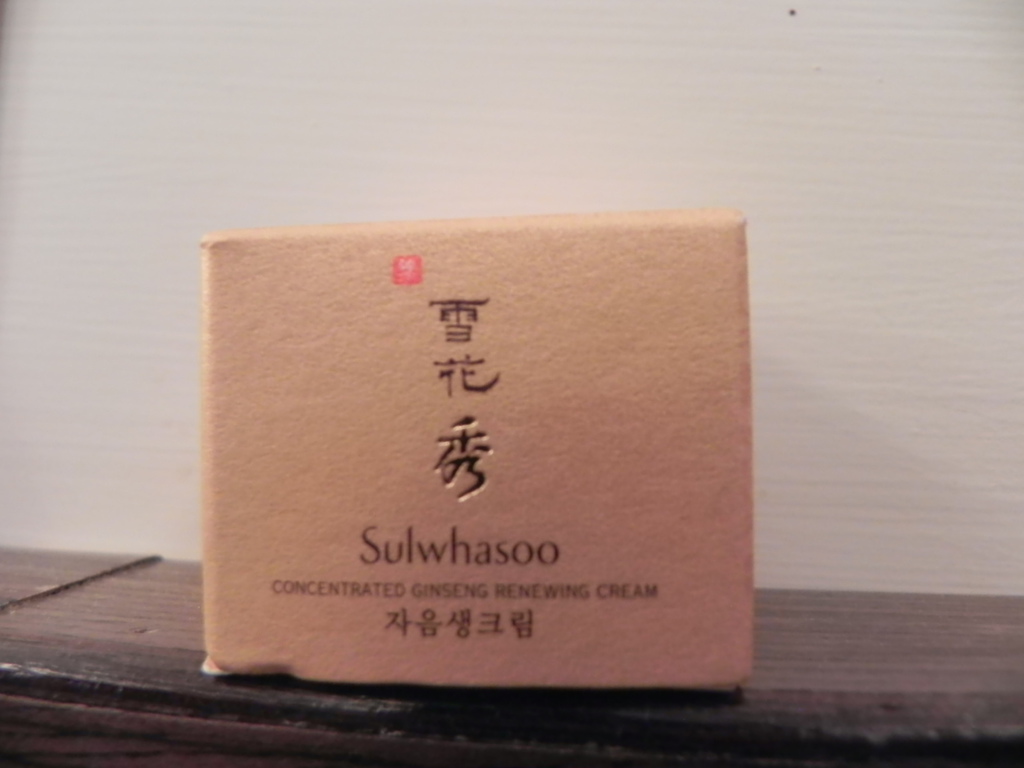 雪
花
秀
Sulwhasoo
CONCENTRATED GINSENG RENEWING CREAM
자음생크림